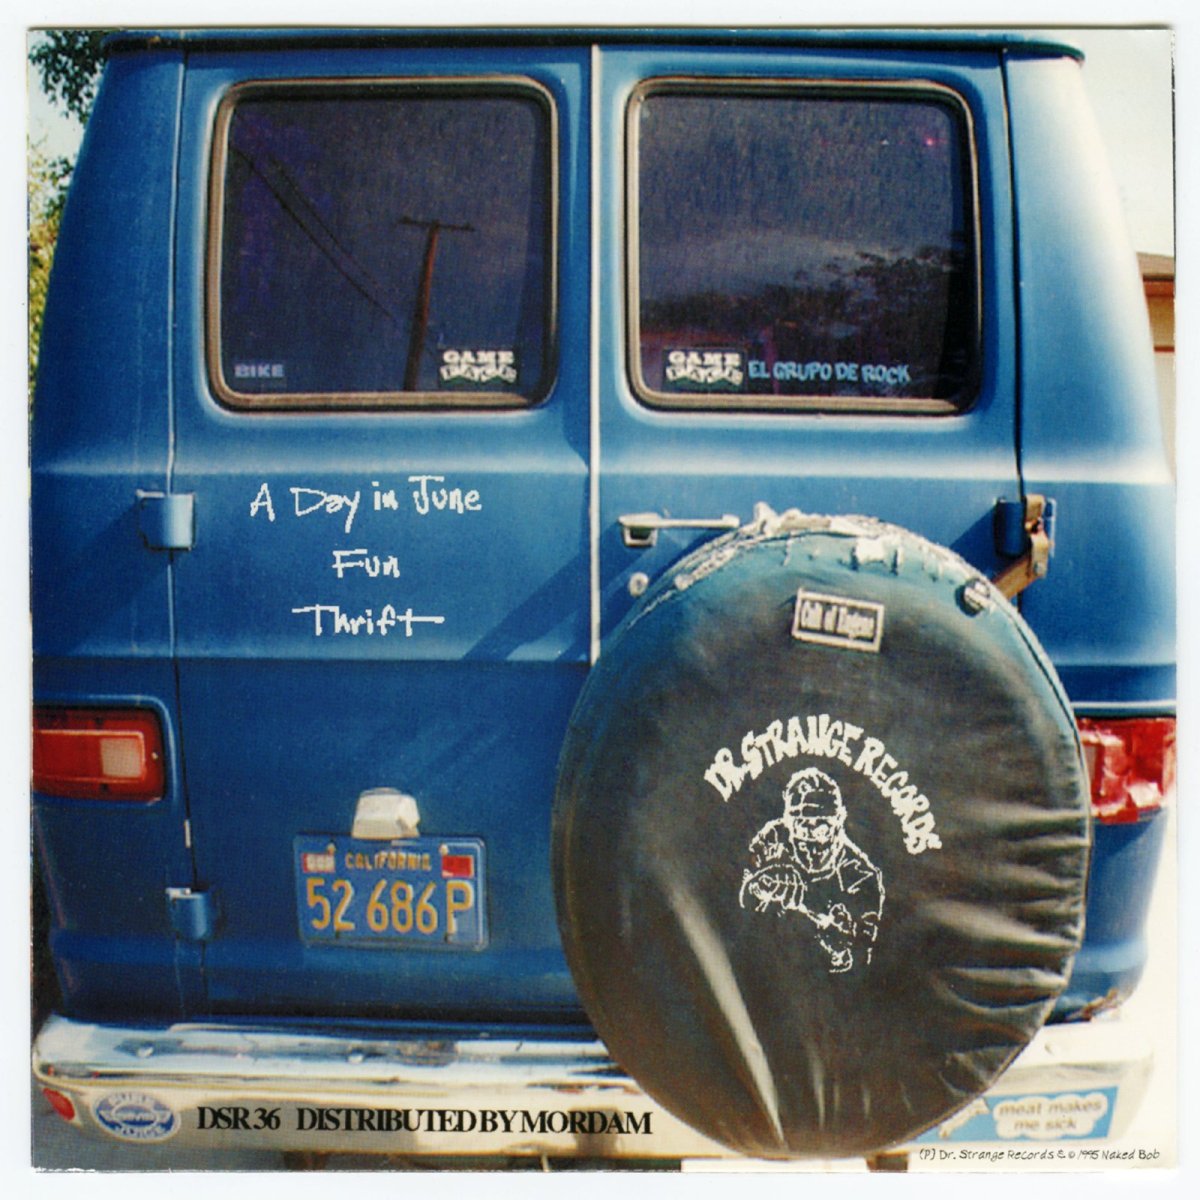 BIKE
GAME
GAME
EL GRUPO DE ROCK
A Day in June
Fun
Thrift
Cult of Eugene
DR. STRANGE RECORDS
CALIFORNIA
52 686 P
DSR 36 DISTRIBUTED BY MORDAM
meat makes
me sick
(P) Dr. Strange Records & © 1995 Naked Bob